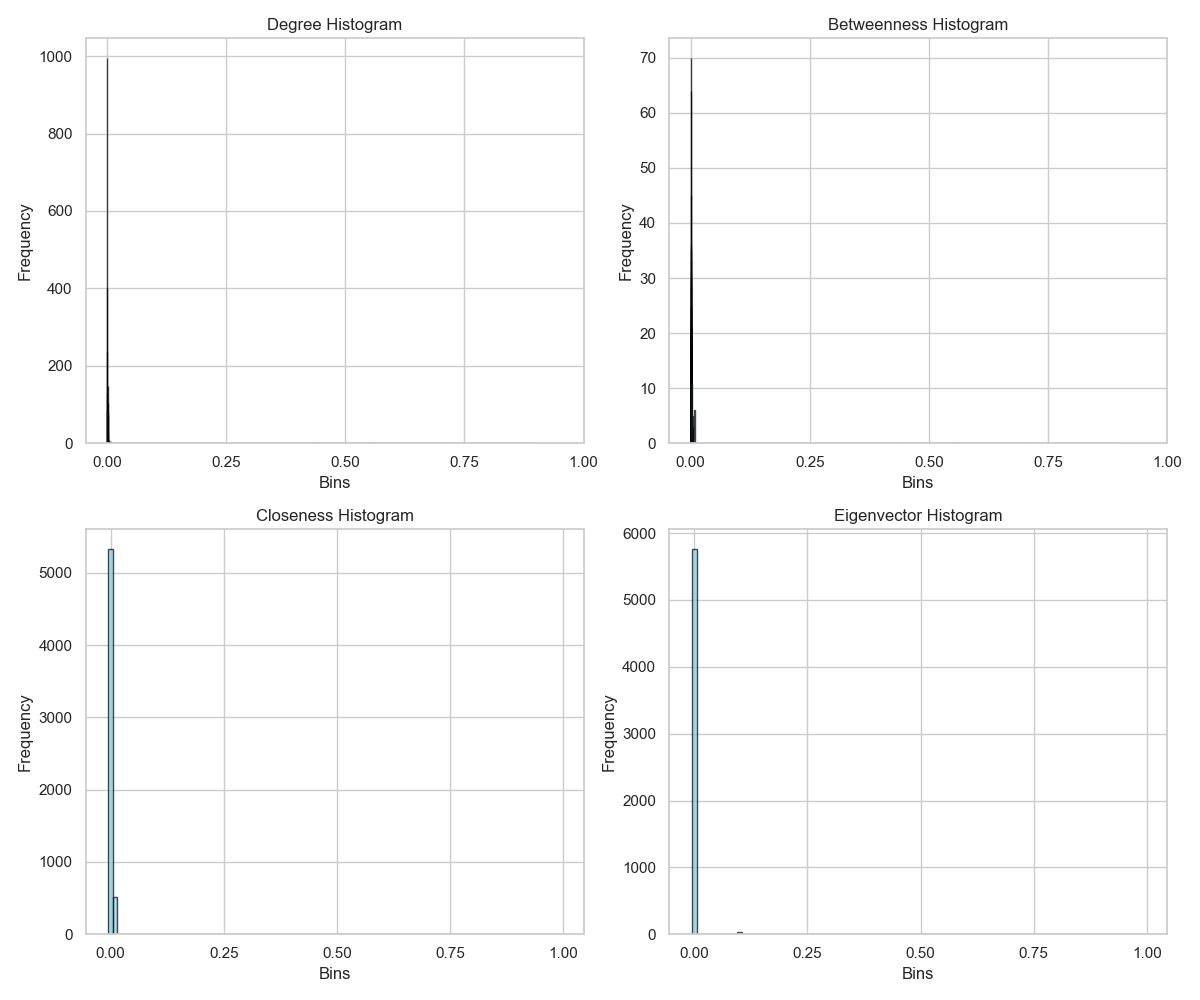 Degree Histogram
1000
800
600
400
200
0
Frequency
0.00 0.25 0.50 0.75 1.00
Bins
Betweenness Histogram
70
60
50
40
30
20
10
0
Frequency
0.00 0.25 0.50 0.75 1.00
Bins
Closeness Histogram
5000
4000
3000
2000
1000
0
Frequency
0.00 0.25 0.50 0.75 1.00
Bins
Eigenvector Histogram
6000
5000
4000
3000
2000
1000
0
Frequency
0.00 0.25 0.50 0.75 1.00
Bins